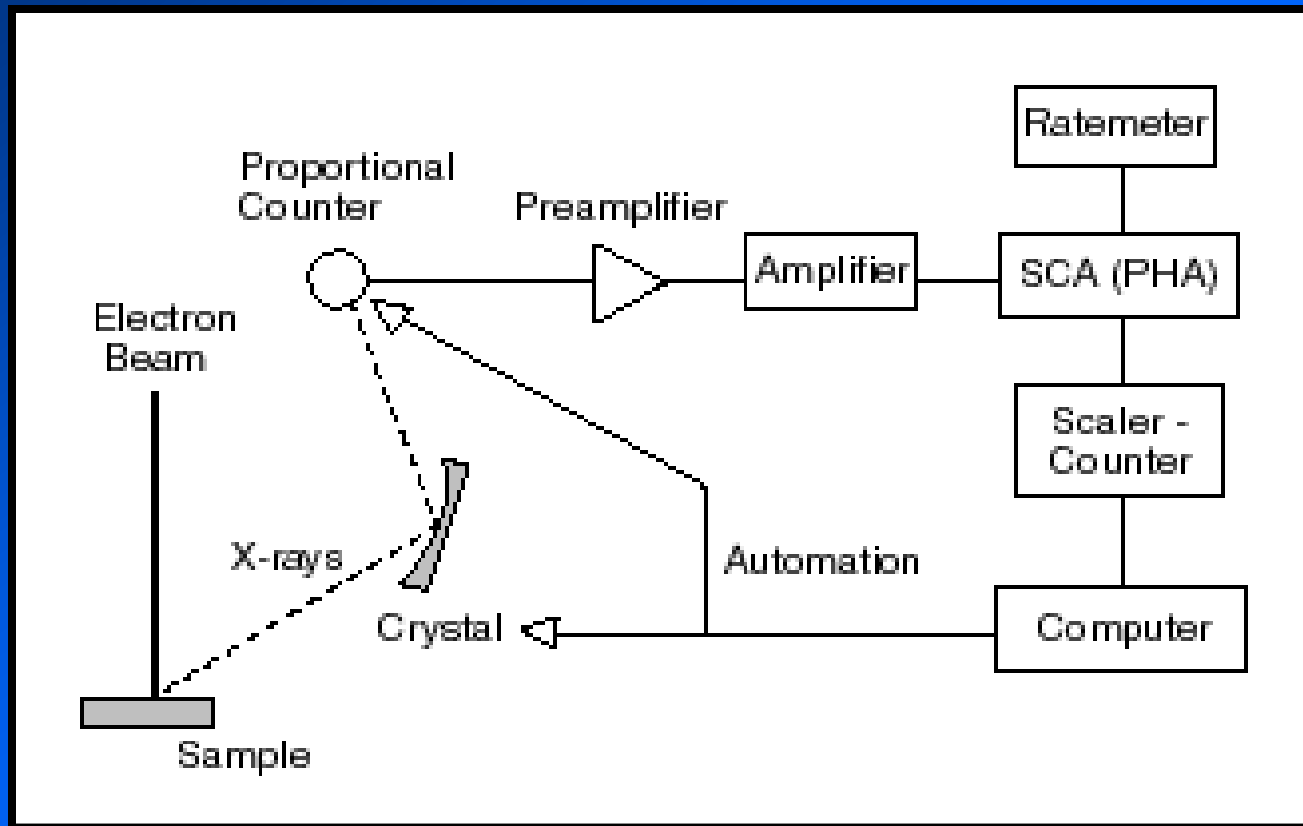 Ratemeter
Proportional
Counter
Preamplifier
Amplifier
SCA (PHA)
Electron
Beam
Scaler -
Counter
X-rays
Automation
Crystal
Computer
Sample